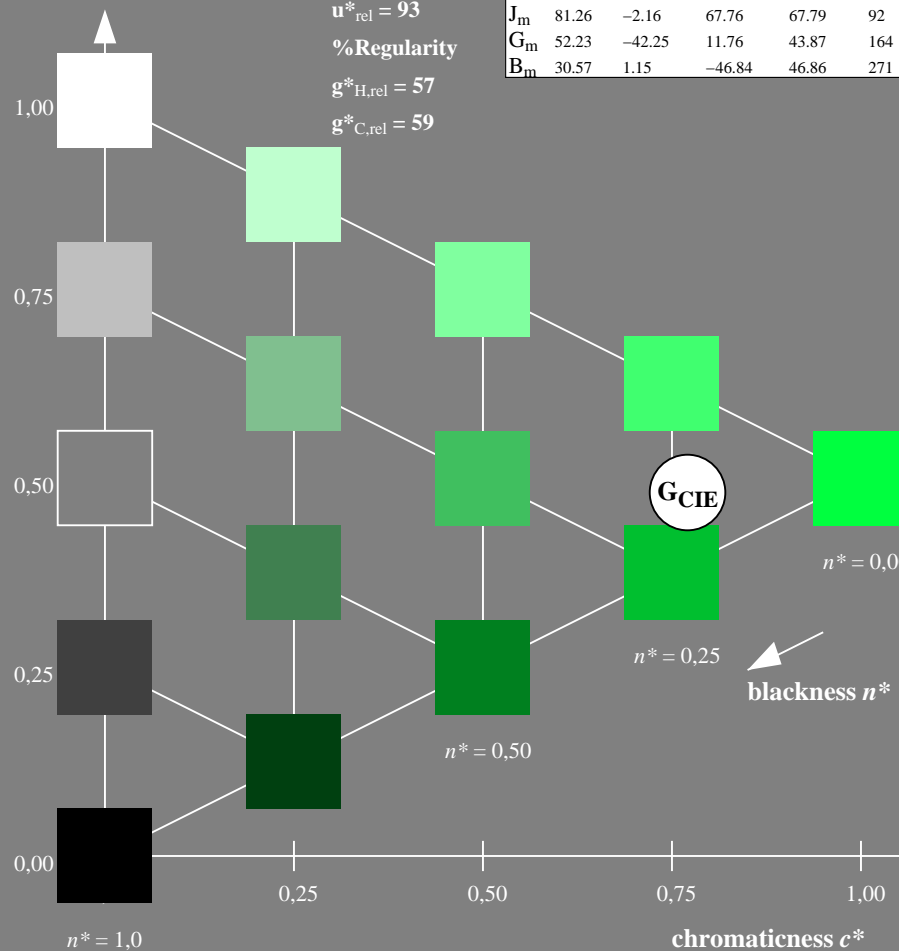 u*rel = 93
%Regularity
g*H,rel = 57
g*C,rel = 59
Jm 81.26 −2.16 67.76 67.79 92
Gm 52.23 −42.25 11.76 43.87 164
Bm 30.57 1.15 −46.84 46.86 271
1,00
0,75
0,50
GCIE
n* = 0,0
n* = 0,25
0,25
blackness n*
n* = 0,50
0,00
0,25 0,50 0,75 1,00
n* = 1,0
chromaticness c*